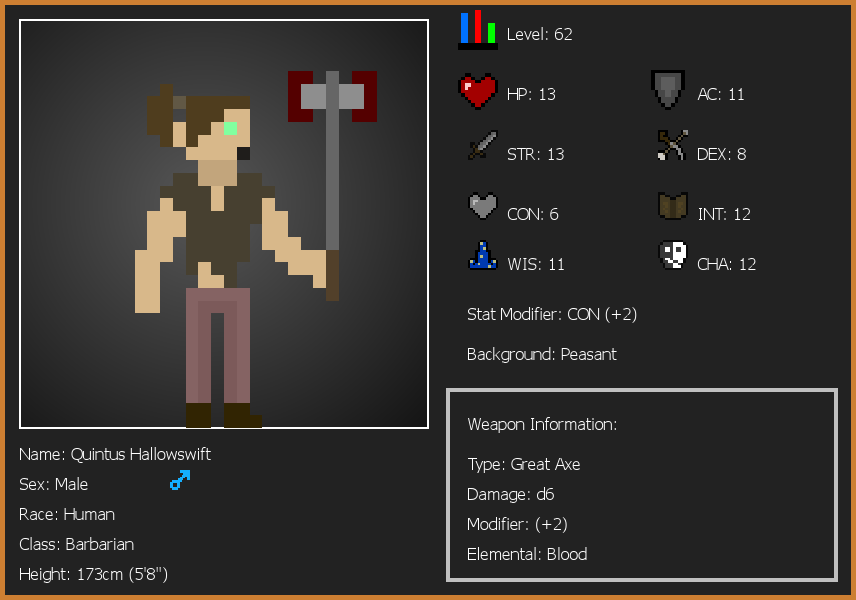 Level: 62
HP: 13
AC: 11
STR: 13
DEX: 8
CON: 6
INT: 12
WIS: 11
CHA: 12
Stat Modifier: CON (+2)
Background: Peasant
Weapon Information:
Type: Great Axe
Damage: d6
Modifier: (+2)
Elemental: Blood
Name: Quintus Hallowswift
Sex: Male
Race: Human
Class: Barbarian
Height: 173cm (5'8")